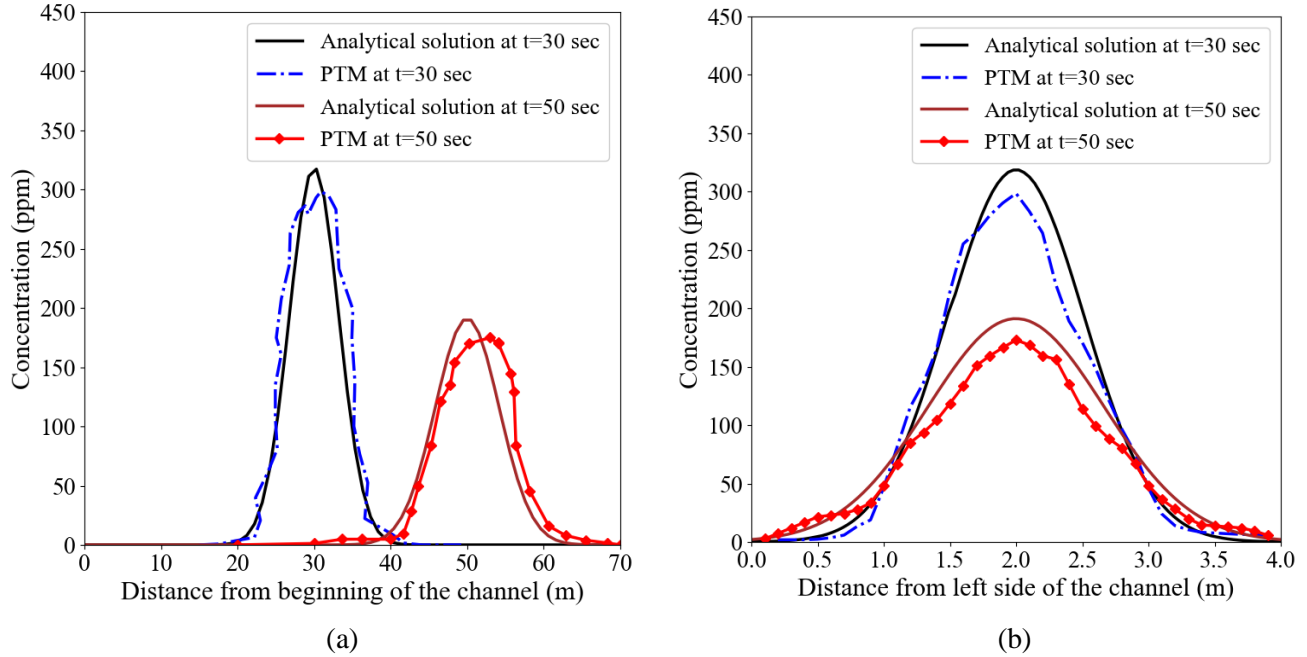 450
400
350
300
250
200
150
100
50
0
Concentration (ppm)
Analytical solution at t=30 sec
PTM at t=30 sec
Analytical solution at t=50 sec
PTM at t=50 sec
0 10 20 30 40 50 60 70
Distance from beginning of the channel (m)
(a)
450
400
350
300
250
200
150
100
50
0
Concentration (ppm)
Analytical solution at t=30 sec
PTM at t=30 sec
Analytical solution at t=50 sec
PTM at t=50 sec
0.0 0.5 1.0 1.5 2.0 2.5 3.0 3.5 4.0
Distance from left side of the channel (m)
(b)